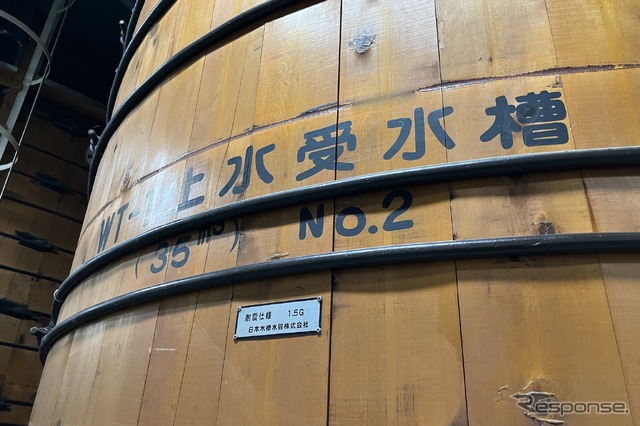 WT-1 上水受水槽
(35m³) No.2
耐震仕様 1.5G
日本木槽木管株式会社
Response.